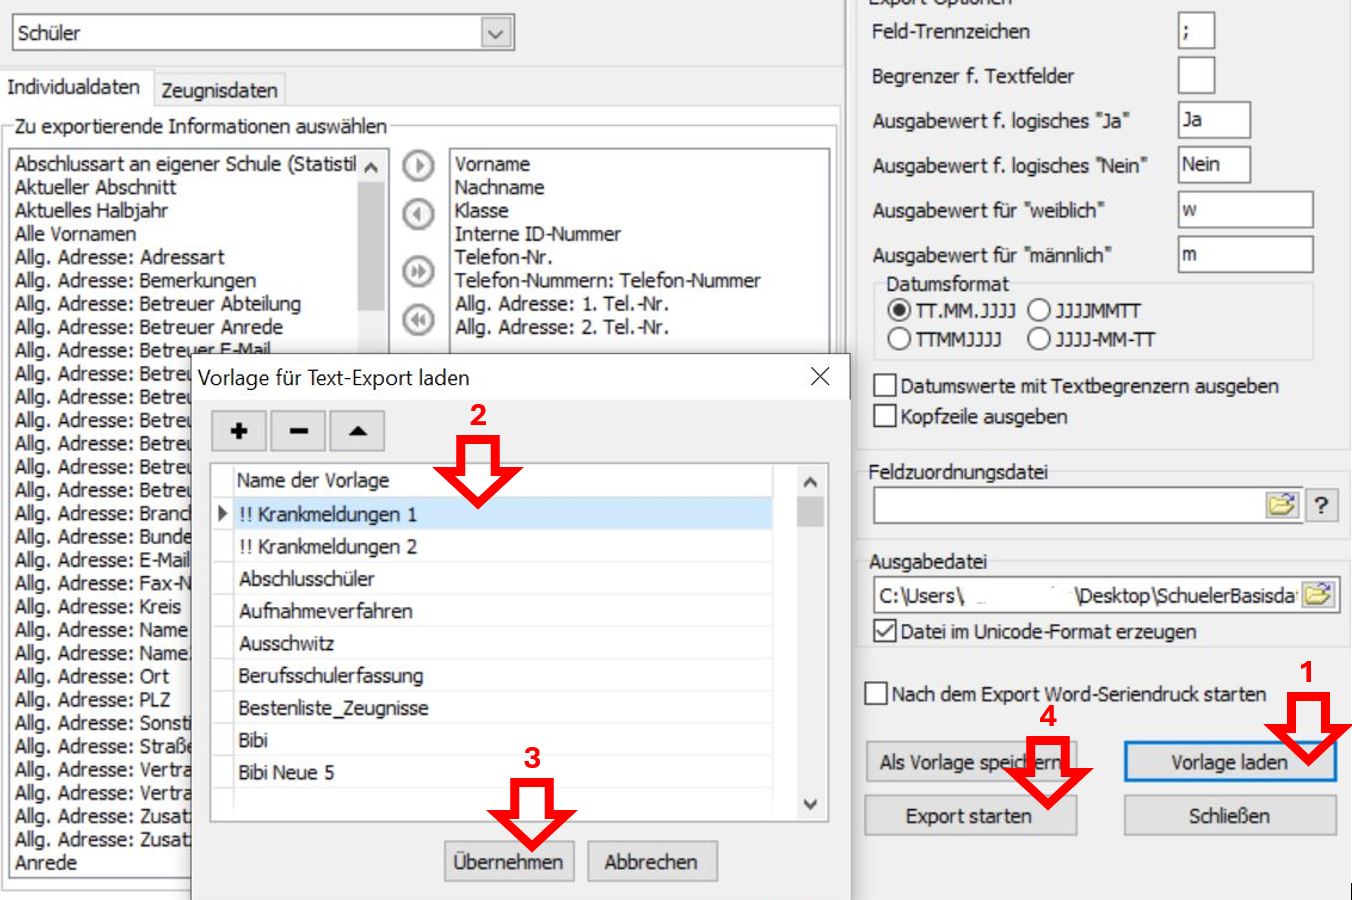 Schüler
Individualdaten
Zeugnisdaten
Zu exportierende Informationen auswählen
Abschlussart an eigener Schule (Statistil
Aktueller Abschnitt
Aktuelles Halbjahr
Alle Vornamen
Allg. Adresse: Adressart
Allg. Adresse: Bemerkungen
Allg. Adresse: Betreuer Abteilung
Allg. Adresse: Betreuer Anrede
Allg. Adresse: Betreuer E-Mail
Allg. Adresse: Betreu
Allg. Adresse: Betreu
Allg. Adresse: Betreu
Allg. Adresse: Betreu
Allg. Adresse: Betreu
Allg. Adresse: Betreu
Allg. Adresse: Branch
Allg. Adresse: Bunde
Allg. Adresse: E-Mail
Allg. Adresse: Fax-N
Allg. Adresse: Kreis
Allg. Adresse: Name
Allg. Adresse: Name
Allg. Adresse: Ort
Allg. Adresse: PLZ
Allg. Adresse: Sonsti
Allg. Adresse: Straße
Allg. Adresse: Vertra
Allg. Adresse: Vertra
Allg. Adresse: Zusat
Allg. Adresse: Zusat
Anrede
Vorname
Nachname
Klasse
Interne ID-Nummer
Telefon-Nr.
Telefon-Nummern: Telefon-Nummer
Allg. Adresse: 1. Tel.-Nr.
Allg. Adresse: 2. Tel.-Nr.
Vorlage für Text-Export laden
+ -
2
Name der Vorlage
!! Krankmeldungen 1
!! Krankmeldungen 2
Abschlusschüler
Aufnahmeverfahren
Ausschwitz
Berufsschulerfassung
Bestenliste_Zeugnisse
Bibi
Bibi Neue 5
3
Übernehmen
Abbrechen
Export-Optionen
Feld-Trennzeichen ;
Begrenzer f. Textfelder
Ausgabewert f. logisches "Ja" Ja
Ausgabewert f. logisches "Nein" Nein
Ausgabewert für "weiblich" w
Ausgabewert für "männlich" m
Datumsformat
TT.MM.JJJJ JJJJMMTT
TTMMJJJJ JJJJ-MM-TT
Datumswerte mit Textbegrenzern ausgeben
Kopfzeile ausgeben
Feldzuordnungsdatei
?
Ausgabedatei
C:\Users\ \Desktop\SchuelerBasisda
Datei im Unicode-Format erzeugen
1
Nach dem Export Word-Seriendruck starten
4
Als Vorlage speichern
Vorlage laden
Export starten
Schließen